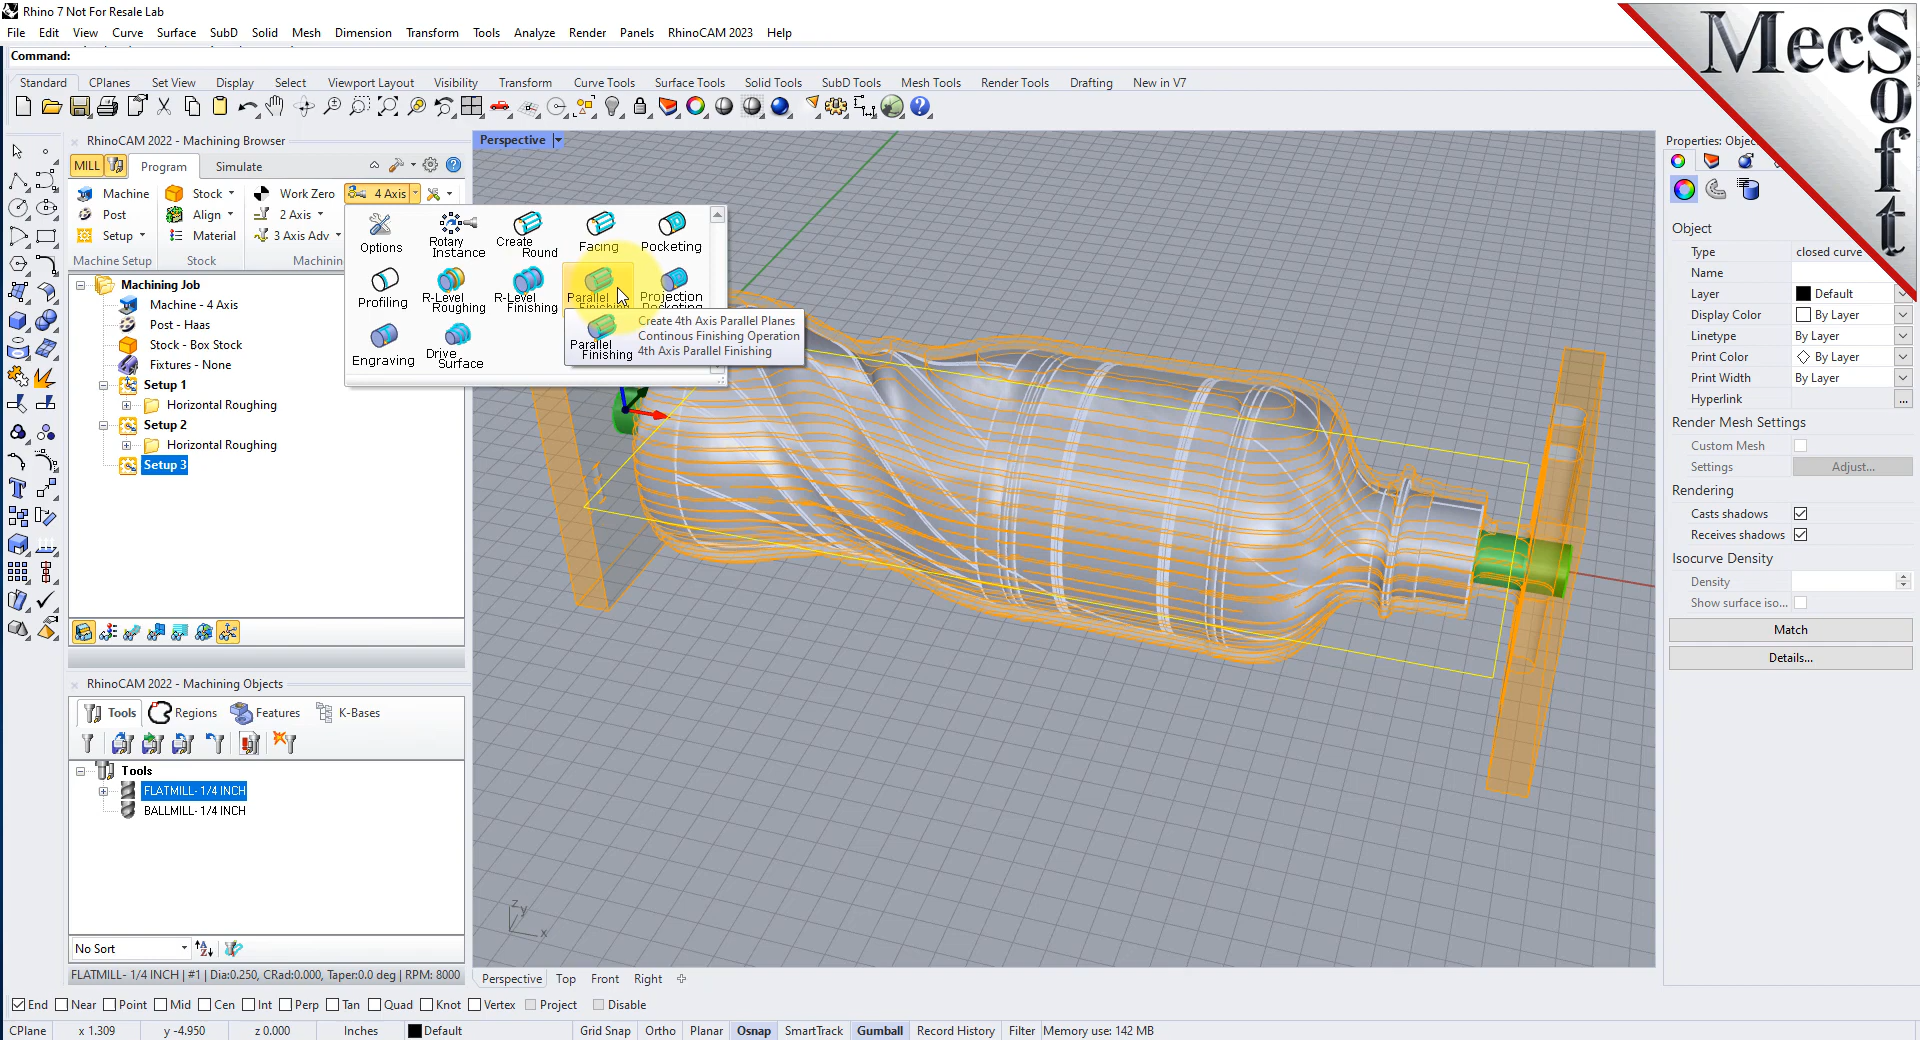 Rhino 7 Not For Resale Lab
File Edit View Curve Surface SubD Solid Mesh Dimension Transform Tools Analyze Render Panels RhinoCAM 2023 Help
Command:
Standard CPlanes Set View Display Select Viewport Layout Visibility Transform Curve Tools Surface Tools Solid Tools SubD Tools Mesh Tools Render Tools Drafting New in V7
MecSoft
RhinoCAM 2022 - Machining Browser
MILL Program Simulate
Machine Stock Work Zero 4 Axis
Post Align 2 Axis
Setup Material 3 Axis Adv
Machine Setup Stock Machinin
Options Rotary Instance Create Round Facing Pocketing
Profiling R-Level Roughing R-Level Finishing Parallel Finishing Projection Pocketing
Engraving Drive Surface
Parallel Finishing
Create 4th Axis Parallel Planes
Continous Finishing Operation
4th Axis Parallel Finishing
Machining Job
Machine - 4 Axis
Post - Haas
Stock - Box Stock
Fixtures - None
Setup 1
Horizontal Roughing
Setup 2
Horizontal Roughing
Setup 3
RhinoCAM 2022 - Machining Objects
Tools Regions Features K-Bases
Tools
FLATMILL- 1/4 INCH
BALLMILL- 1/4 INCH
No Sort
FLATMILL- 1/4 INCH | #1 | Dia:0.250, CRad:0.000, Taper:0.0 deg | RPM: 8000
Perspective
z y x
Perspective Top Front Right
Properties: Objec
Object
Type closed curve
Name
Layer Default
Display Color By Layer
Linetype By Layer
Print Color By Layer
Print Width By Layer
Hyperlink ...
Render Mesh Settings
Custom Mesh
Settings Adjust...
Rendering
Casts shadows
Receives shadows
Isocurve Density
Density
Show surface iso...
Match
Details...
End Near Point Mid Cen Int Perp Tan Quad Knot Vertex Project Disable
CPlane x 1.309 y -4.950 z 0.000 Inches Default Grid Snap Ortho Planar Osnap SmartTrack Gumball Record History Filter Memory use: 142 MB